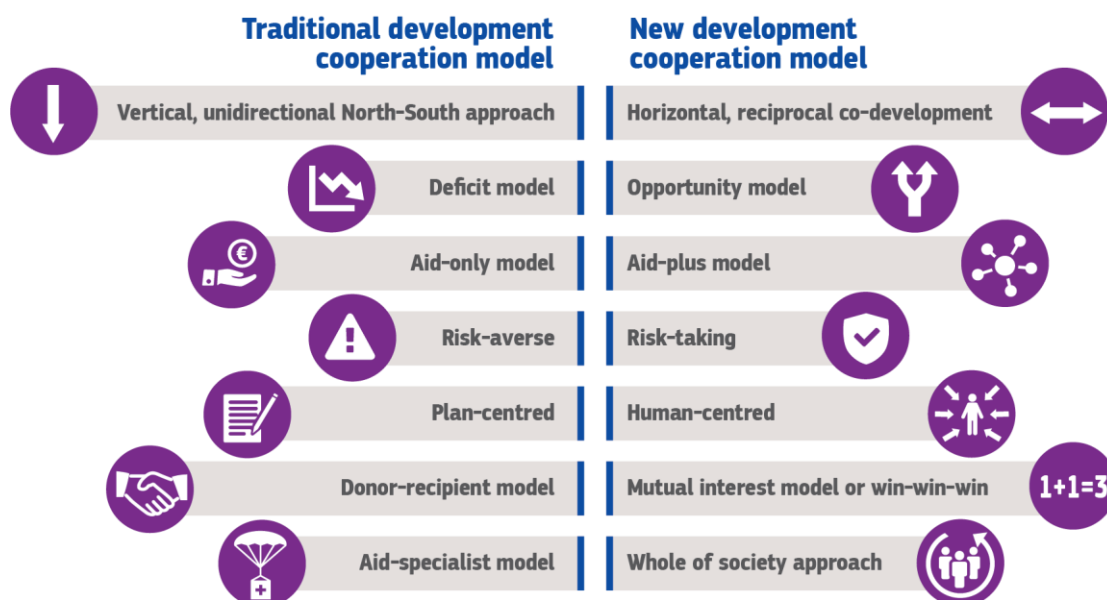 Traditional development
cooperation model
New development
cooperation model
Vertical, unidirectional North-South approach
Horizontal, reciprocal co-development
Deficit model
Opportunity model
€
Aid-only model
Aid-plus model
!
Risk-averse
Risk-taking
Plan-centred
Human-centred
Donor-recipient model
Mutual interest model or win-win-win
1+1=3
Aid-specialist model
Whole of society approach